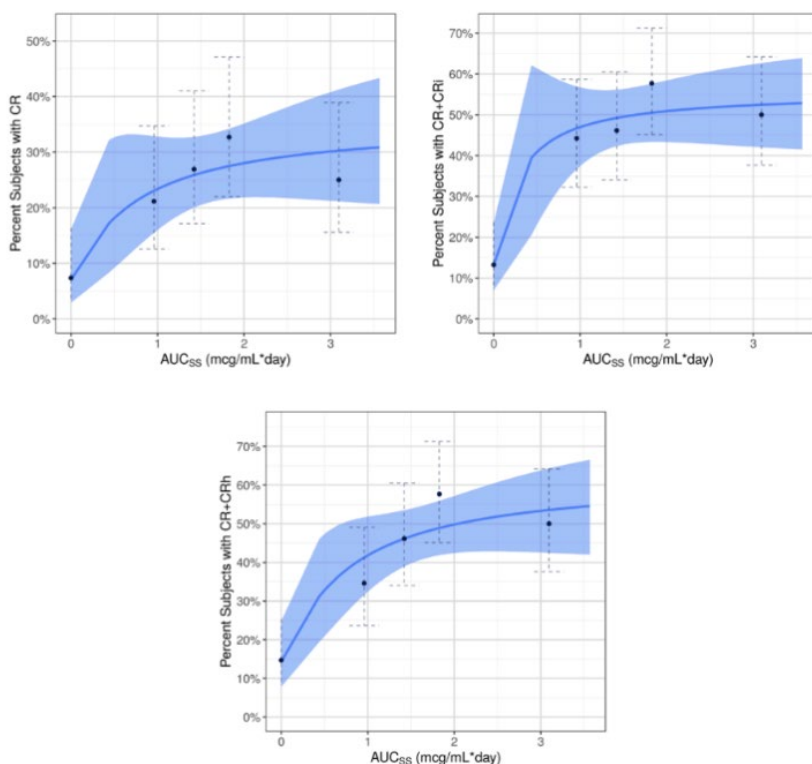 50%
40%
30%
20%
10%
0%
Percent Subjects with CR
0 1 2 3
AUCSS (mcg/mL*day)
70%
60%
50%
40%
30%
20%
10%
0%
Percent Subjects with CR+CRi
0 1 2 3
AUCSS (mcg/mL*day)
70%
60%
50%
40%
30%
20%
10%
0%
Percent Subjects with CR+CRh
0 1 2 3
AUCSS (mcg/mL*day)